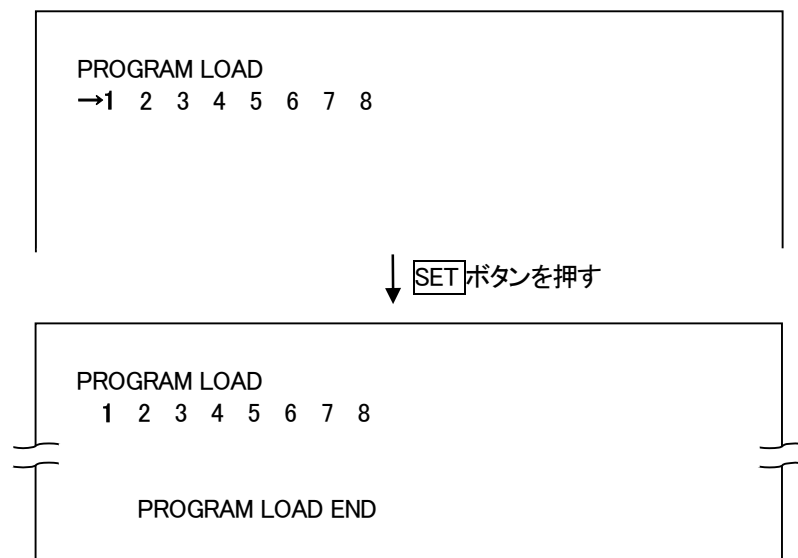 PROGRAM LOAD
→1 2 3 4 5 6 7 8
SETボタンを押す
PROGRAM LOAD
1 2 3 4 5 6 7 8
PROGRAM LOAD END